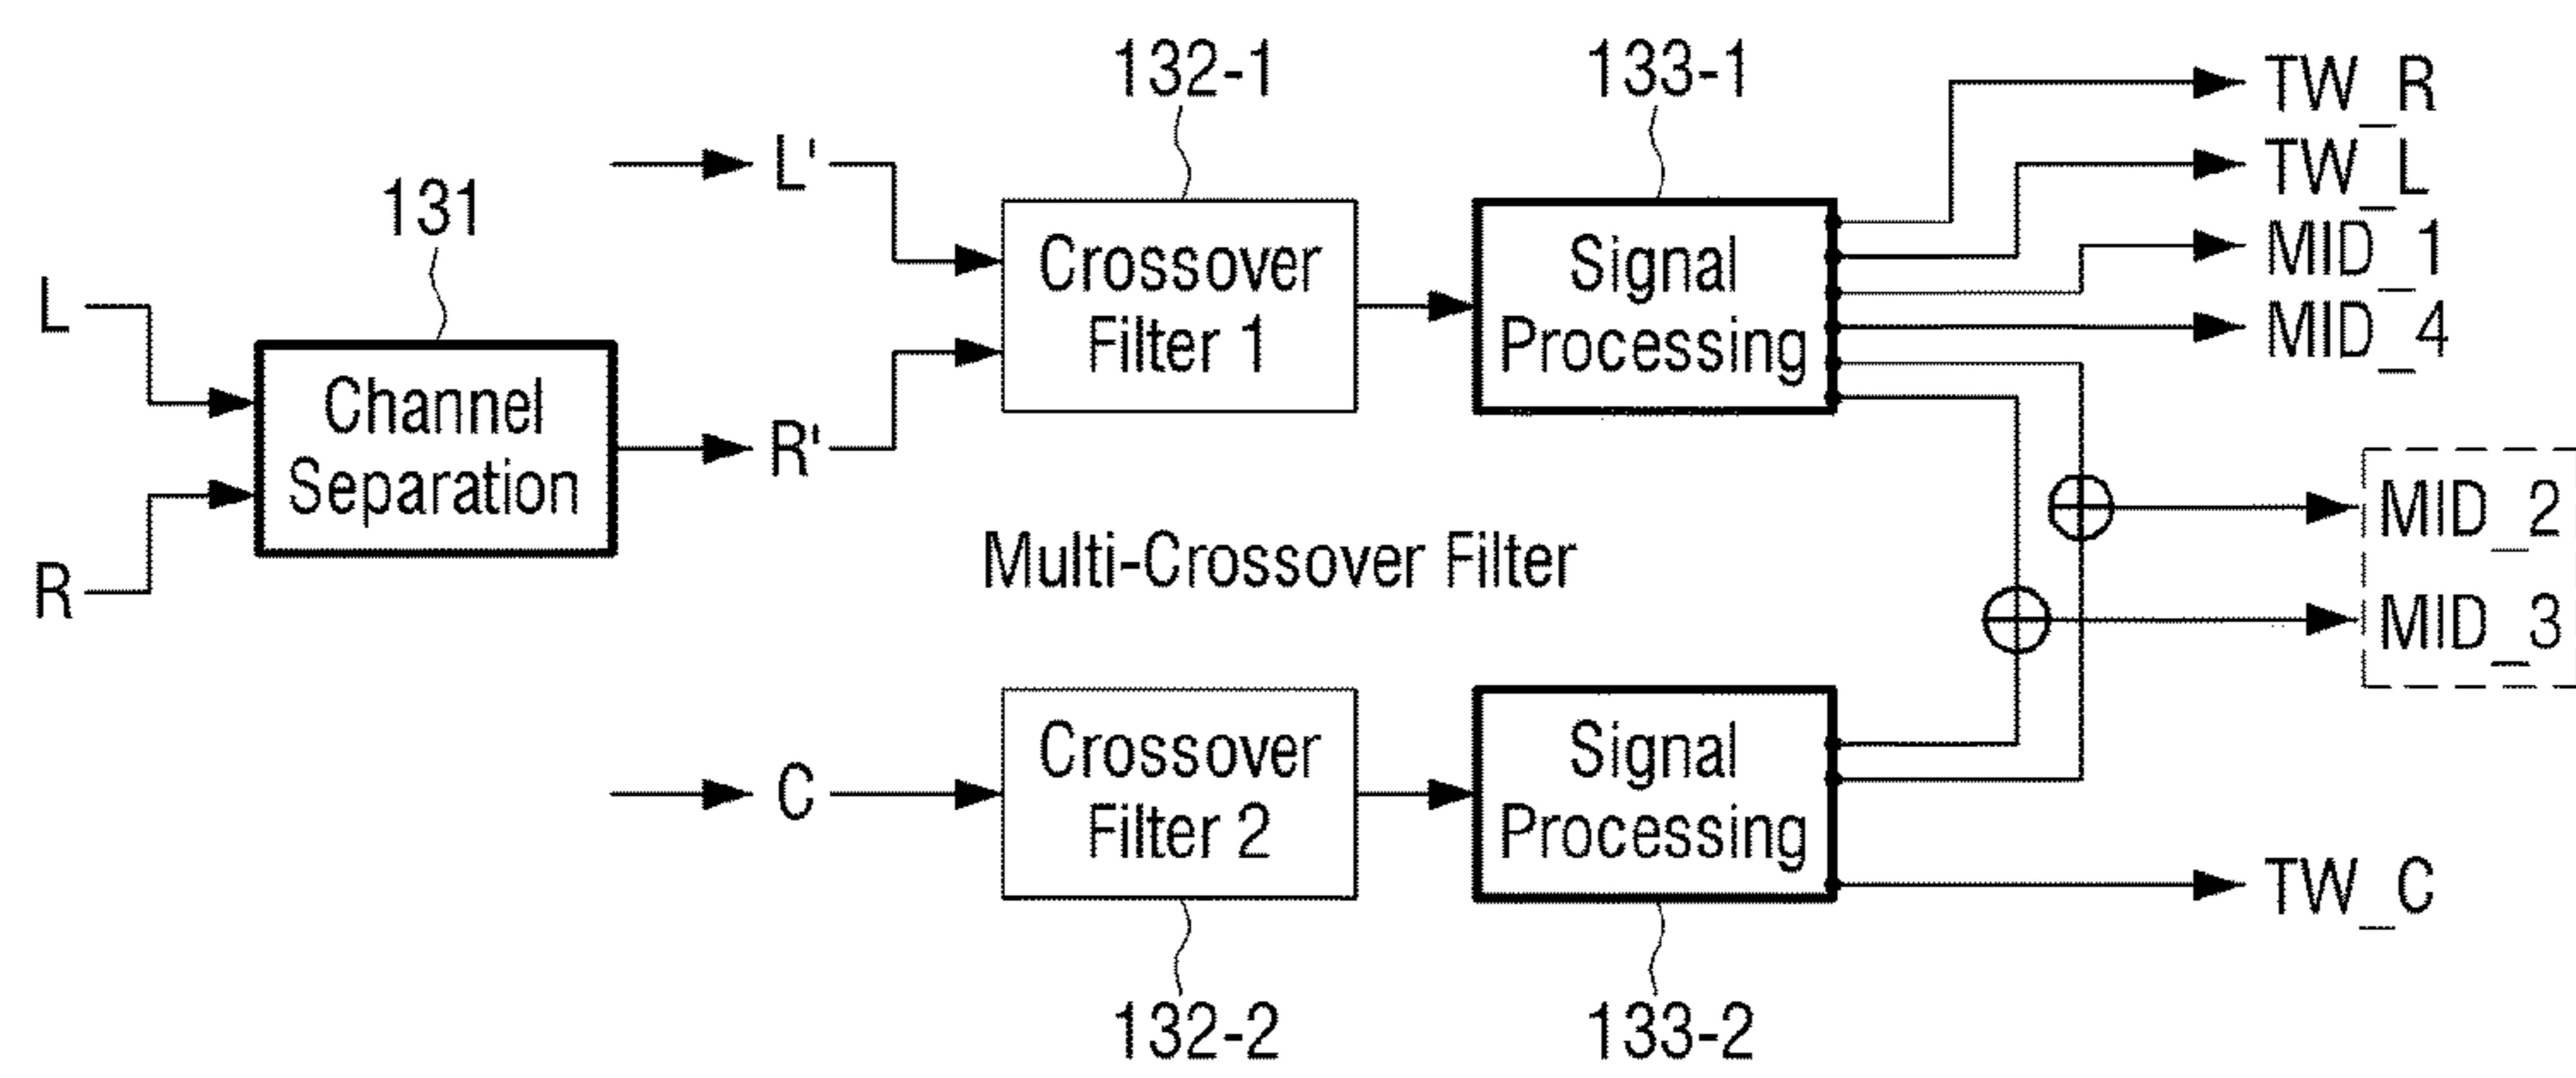 132-1
133-1
TW_R
L'
TW_L
131
Crossover
Filter 1
Signal
Processing
MID_1
L
MID_4
Channel
Separation
R'
MID_2
Multi-Crossover Filter
R
MID_3
C
Crossover
Filter 2
Signal
Processing
TW_C
132-2
133-2